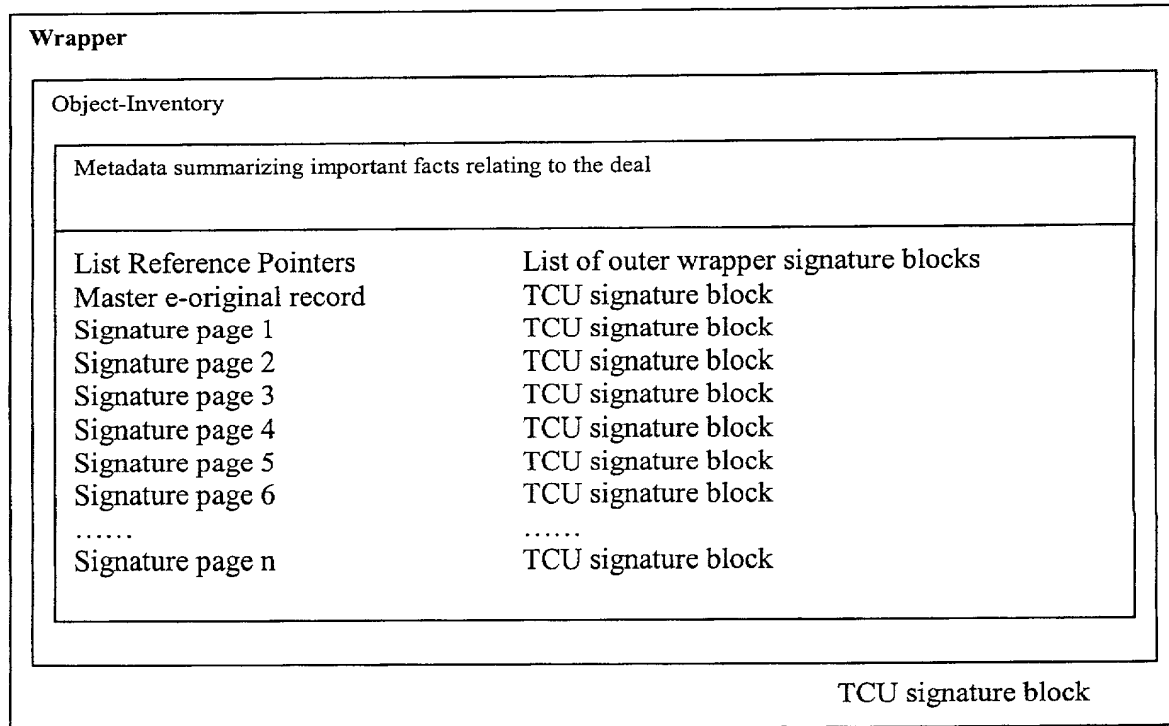 Wrapper
Object-Inventory
Metadata summarizing important facts relating to the deal
List Reference Pointers List of outer wrapper signature blocks
Master e-original record TCU signature block
Signature page 1 TCU signature block
Signature page 2 TCU signature block
Signature page 3 TCU signature block
Signature page 4 TCU signature block
Signature page 5 TCU signature block
Signature page 6 TCU signature block
...... ......
Signature page n TCU signature block
TCU signature block